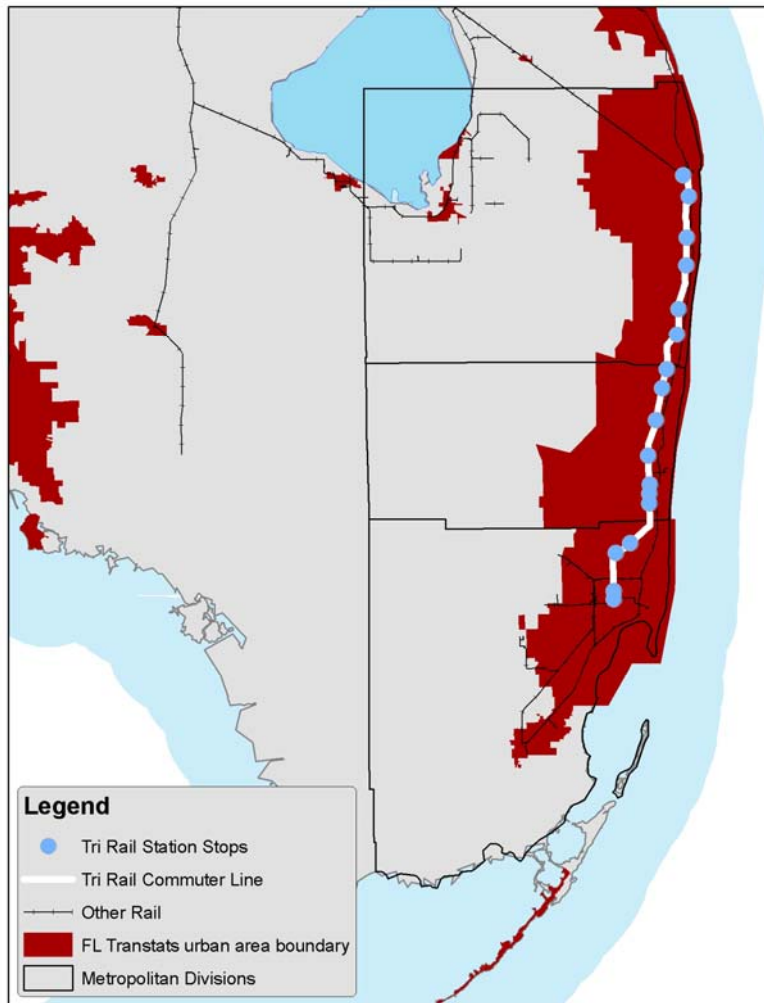 Legend
Tri Rail Station Stops
Tri Rail Commuter Line
Other Rail
FL Transtats urban area boundary
Metropolitan Divisions